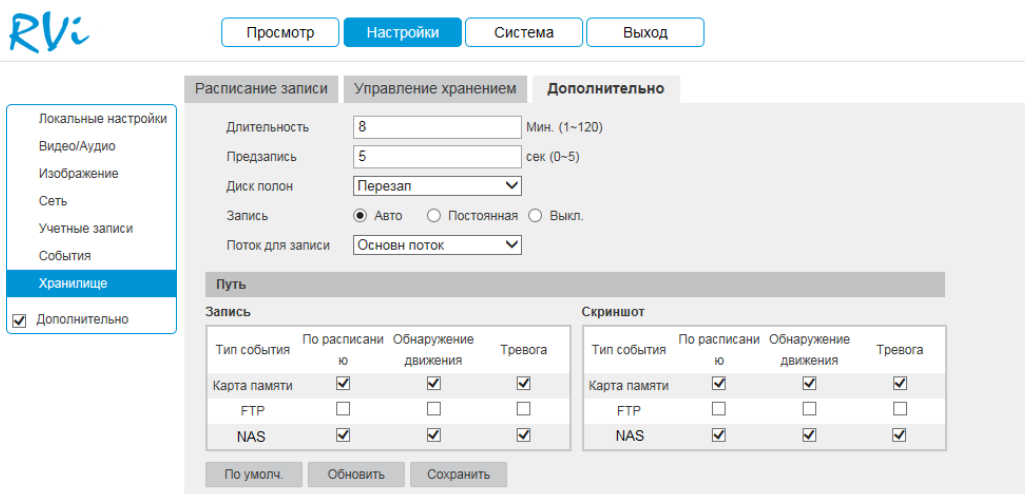 RVi
Просмотр Настройки Система Выход
Расписание записи Управление хранением Дополнительно
Локальные настройки
Видео/Аудио
Изображение
Сеть
Учетные записи
События
Хранилище
Дополнительно
Длительность 8 Мин. (1~120)
Предзапись 5 сек (0~5)
Диск полон Перезап
Запись Авто Постоянная Выкл.
Поток для записи Основн поток
Путь
Запись
Тип события По расписани Обнаружение Тревога
ю движения
Карта памяти
FTP
NAS
Скриншот
Тип события По расписани Обнаружение Тревога
ю движения
Карта памяти
FTP
NAS
По умолч. Обновить Сохранить